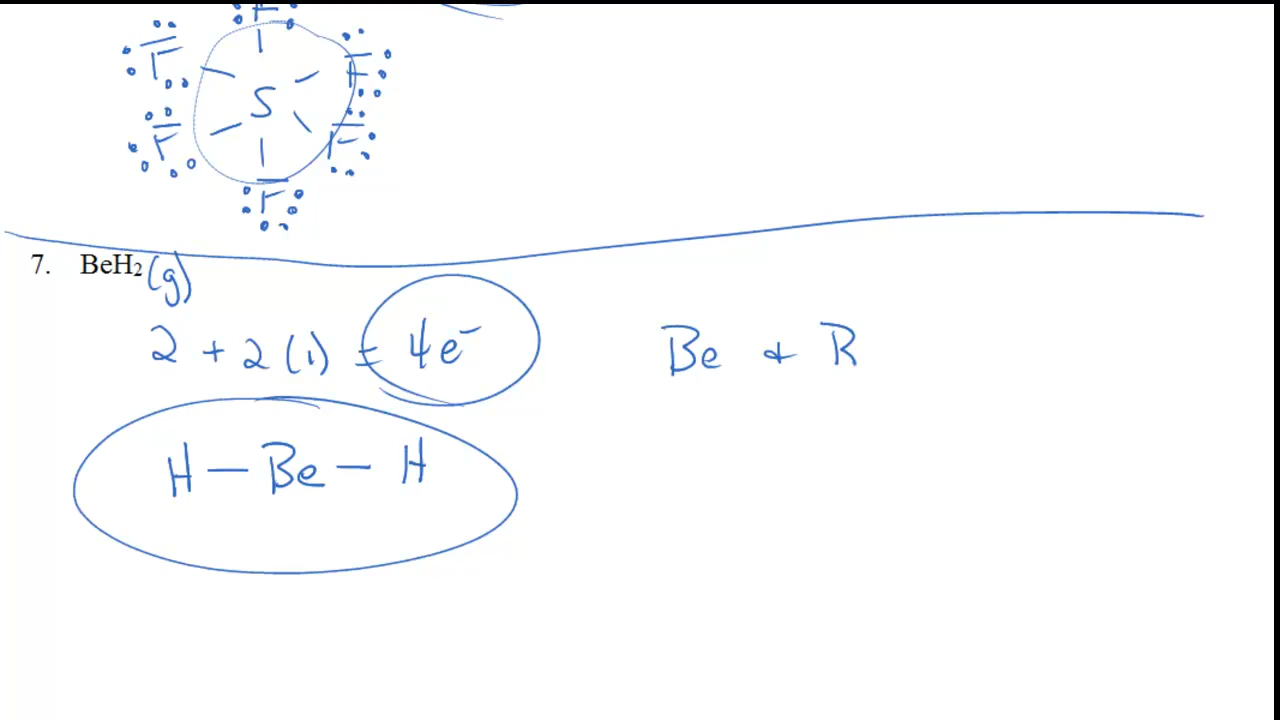 F
F F
S
F F
F
7. BeH₂ (g)
2 + 2(1) = 4e⁻ Be & B
H – Be – H